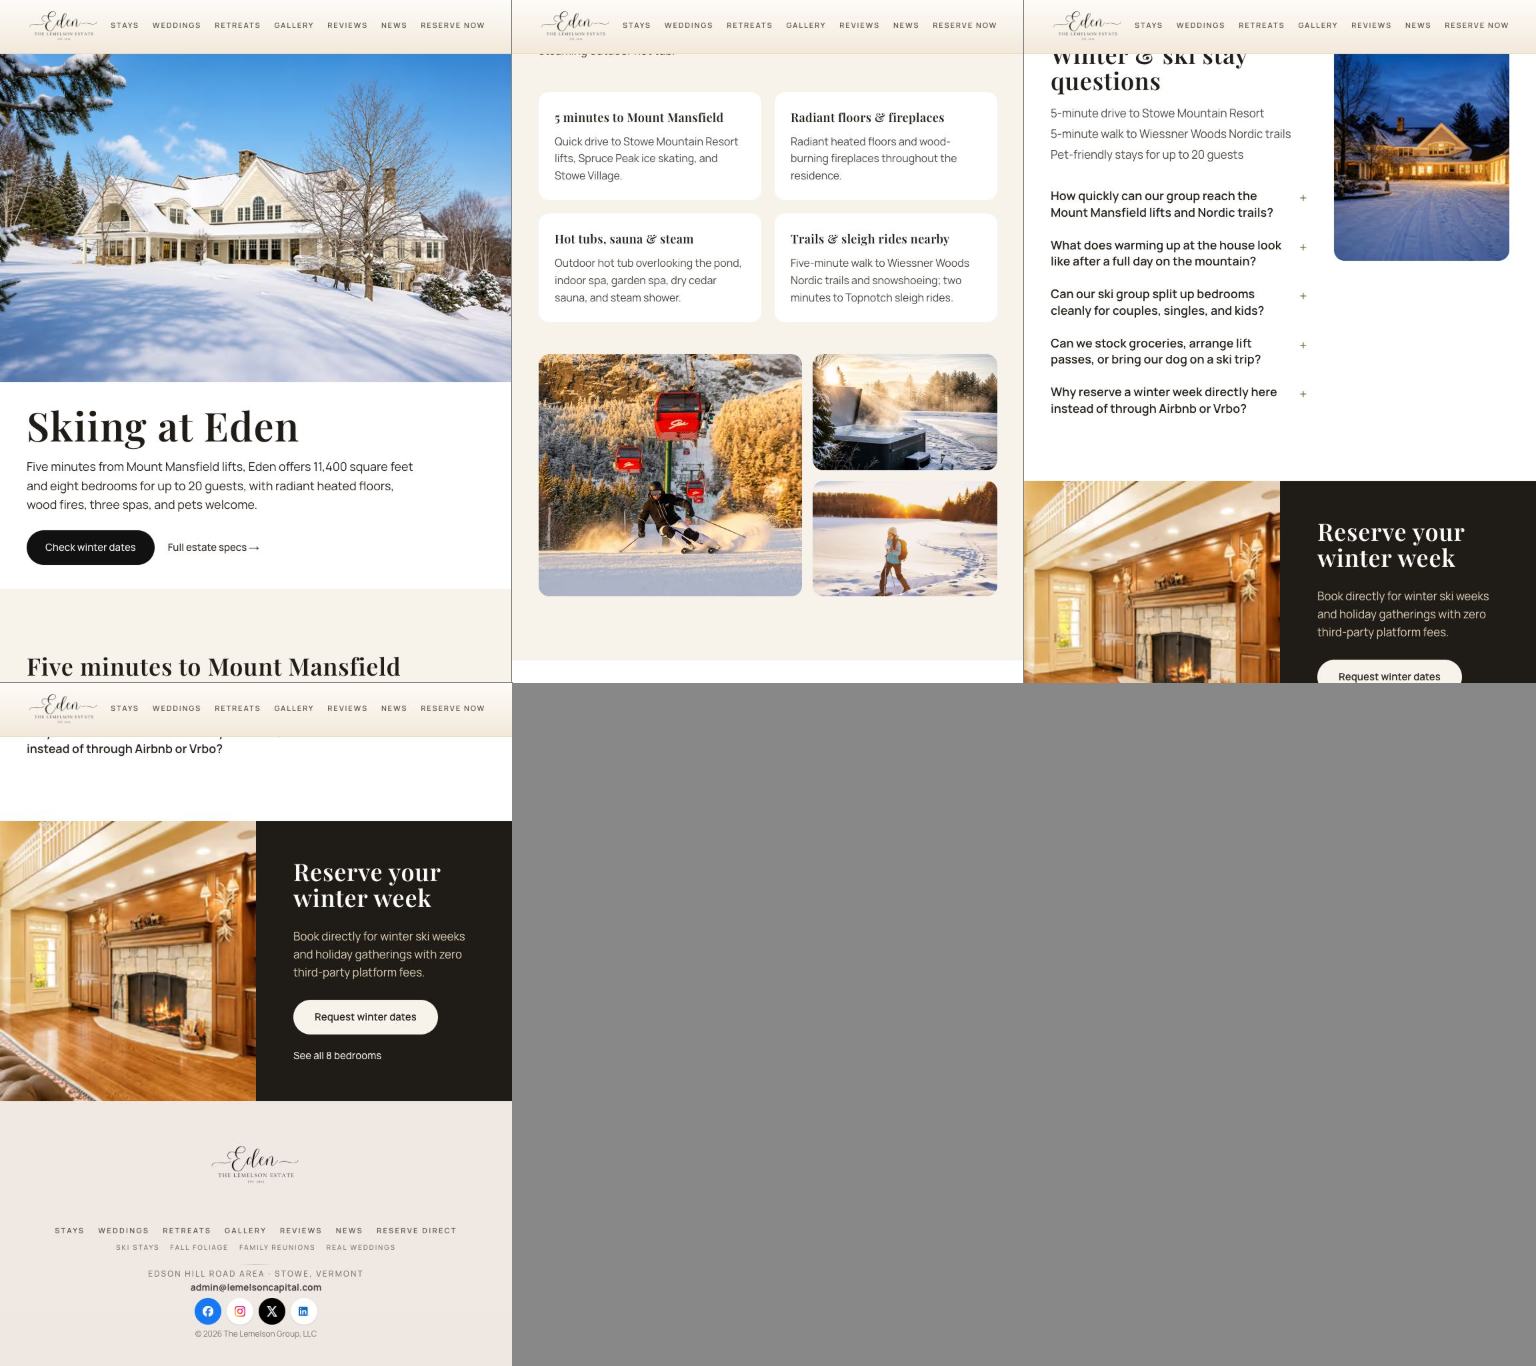 Eden
THE LEMELSON ESTATE
STAYS WEDDINGS RETREATS GALLERY REVIEWS NEWS RESERVE NOW
Skiing at Eden
Five minutes from Mount Mansfield lifts, Eden offers 11,400 square feet
and eight bedrooms for up to 20 guests, with radiant heated floors,
wood fires, three spas, and pets welcome.
Check winter dates
Full estate specs →
Five minutes to Mount Mansfield
Eden
THE LEMELSON ESTATE
STAYS WEDDINGS RETREATS GALLERY REVIEWS NEWS RESERVE NOW
5 minutes to Mount Mansfield
Quick drive to Stowe Mountain Resort
lifts, Spruce Peak ice skating, and
Stowe Village.
Radiant floors & fireplaces
Radiant heated floors and wood-
burning fireplaces throughout the
residence.
Hot tubs, sauna & steam
Outdoor hot tub overlooking the pond,
indoor spa, garden spa, dry cedar
sauna, and steam shower.
Trails & sleigh rides nearby
Five-minute walk to Wiessner Woods
Nordic trails and snowshoeing; two
minutes to Topnotch sleigh rides.
Eden
THE LEMELSON ESTATE
STAYS WEDDINGS RETREATS GALLERY REVIEWS NEWS RESERVE NOW
Winter & ski stay
questions
5-minute drive to Stowe Mountain Resort
5-minute walk to Wiessner Woods Nordic trails
Pet-friendly stays for up to 20 guests
How quickly can our group reach the
Mount Mansfield lifts and Nordic trails? +
What does warming up at the house look
like after a full day on the mountain? +
Can our ski group split up bedrooms
cleanly for couples, singles, and kids? +
Can we stock groceries, arrange lift
passes, or bring our dog on a ski trip? +
Why reserve a winter week directly here
instead of through Airbnb or Vrbo? +
Reserve your
winter week
Book directly for winter ski weeks
and holiday gatherings with zero
third-party platform fees.
Request winter dates
Eden
THE LEMELSON ESTATE
STAYS WEDDINGS RETREATS GALLERY REVIEWS NEWS RESERVE NOW
instead of through Airbnb or Vrbo?
Reserve your
winter week
Book directly for winter ski weeks
and holiday gatherings with zero
third-party platform fees.
Request winter dates
See all 8 bedrooms
Eden
THE LEMELSON ESTATE
STAYS WEDDINGS RETREATS GALLERY REVIEWS NEWS RESERVE DIRECT
SKI STAYS FALL FOLIAGE FAMILY REUNIONS REAL WEDDINGS
EDSON HILL ROAD AREA · STOWE, VERMONT
admin@lemelsoncapital.com
© 2026 The Lemelson Group, LLC